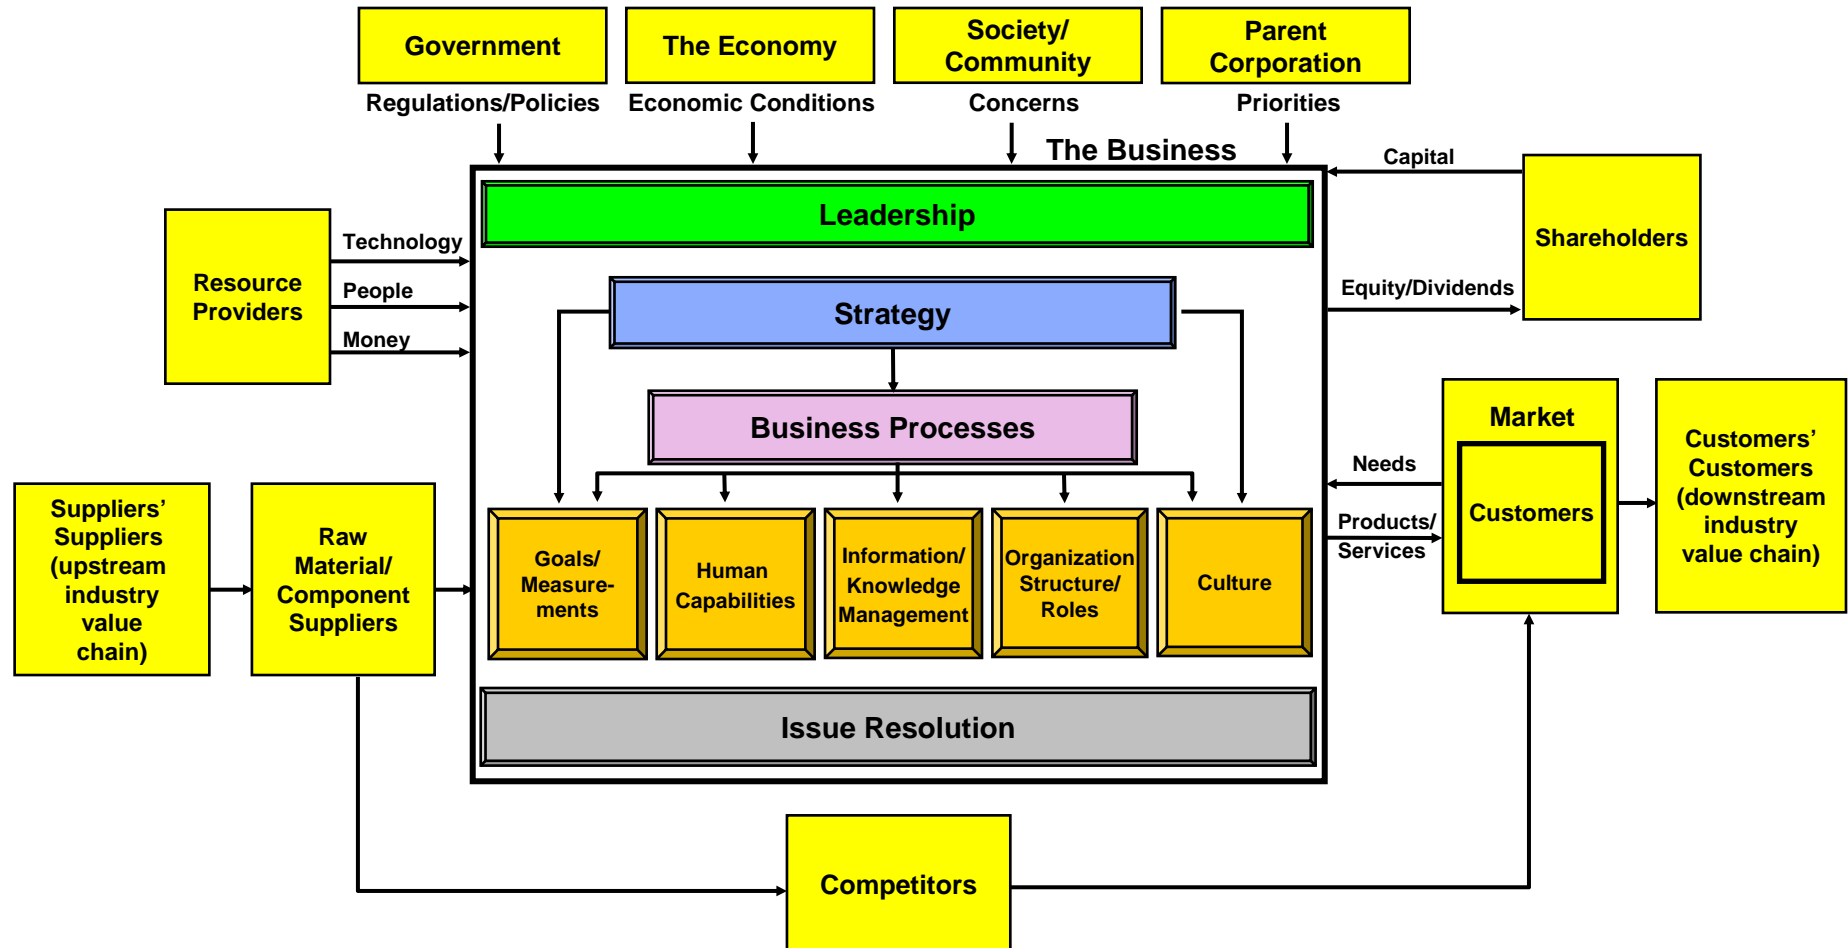 Government
The Economy
Society/
Community
Parent
Corporation
Regulations/Policies
Economic Conditions
Concerns
Priorities
The Business
Capital
Shareholders
Equity/Dividends
Leadership
Resource
Providers
Technology
People
Money
Strategy
Business Processes
Goals/
Measure-
ments
Human
Capabilities
Information/
Knowledge
Management
Organization
Structure/
Roles
Culture
Issue Resolution
Suppliers’
Suppliers
(upstream
industry
value
chain)
Raw
Material/
Component
Suppliers
Needs
Products/
Services
Market
Customers
Customers’
Customers
(downstream
industry
value chain)
Competitors